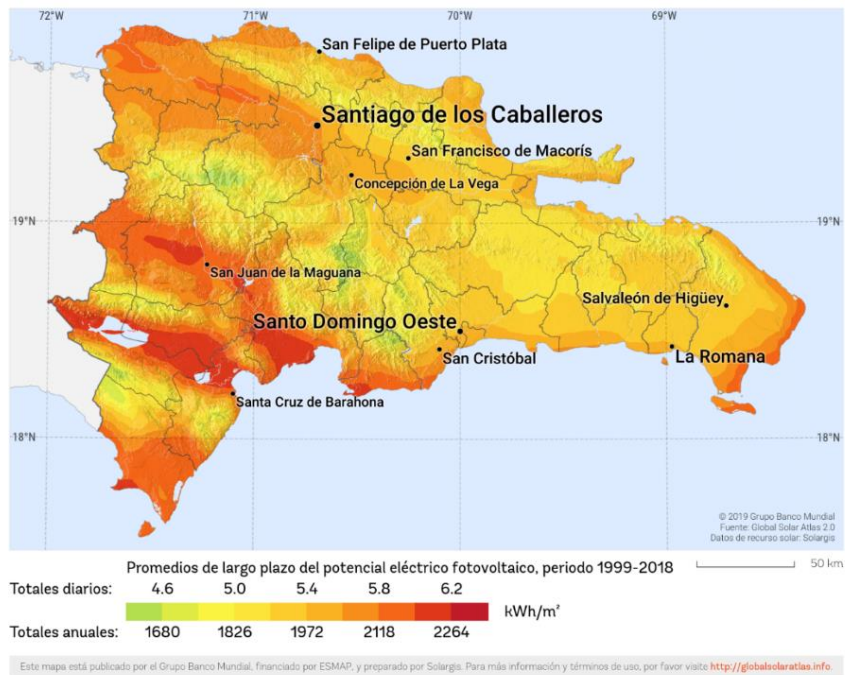 72°W 71°W 70°W 69°W
San Felipe de Puerto Plata
Santiago de los Caballeros
San Francisco de Macorís
Concepción de La Vega
19°N 19°N
San Juan de la Maguana
Salvaleón de Higüey
Santo Domingo Oeste
San Cristóbal
La Romana
Santa Cruz de Barahona
18°N 18°N
© 2019 Grupo Banco Mundial
Fuente: Global Solar Atlas 2.0
Datos de recurso solar: Solargis
Promedios de largo plazo del potencial eléctrico fotovoltaico, periodo 1999-2018
50 km
Totales diarios: 4.6 5.0 5.4 5.8 6.2
kWh/m²
Totales anuales: 1680 1826 1972 2118 2264
Este mapa está publicado por el Grupo Banco Mundial, financiado por ESMAP, y preparado por Solargis. Para más información y términos de uso, por favor visite http://globalsolaratlas.info.